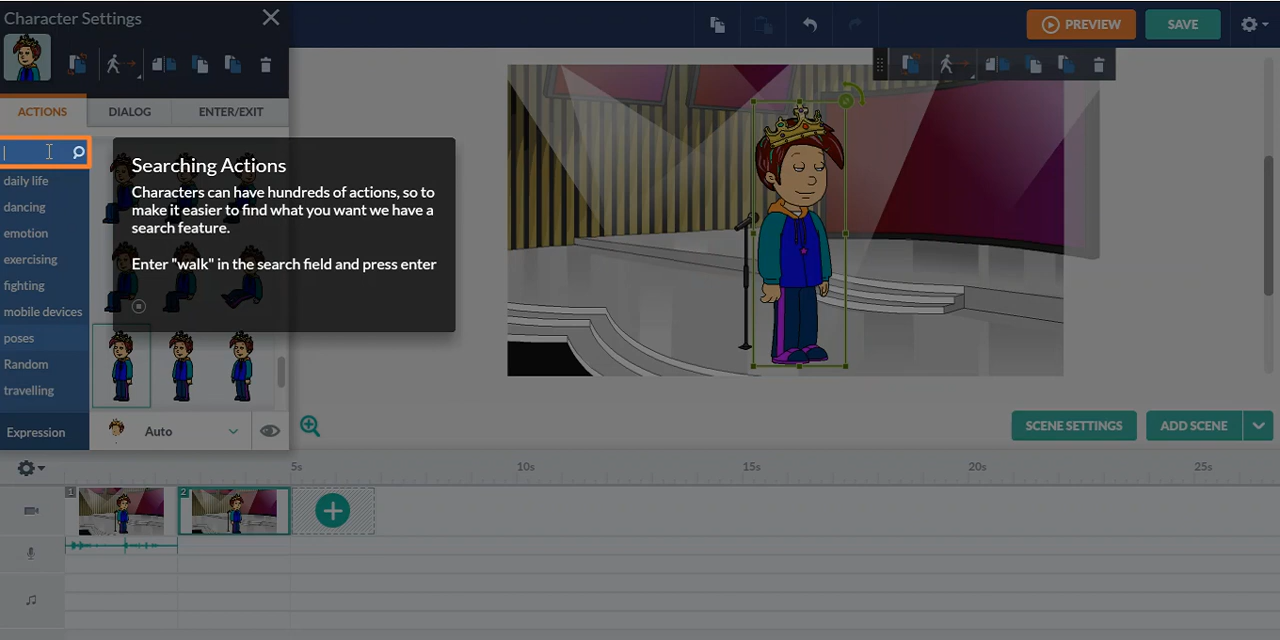 Character Settings
PREVIEW
SAVE
ACTIONS
DIALOG
ENTER/EXIT
daily life
dancing
emotion
exercising
fighting
mobile devices
poses
Random
travelling
Expression
Auto
Searching Actions
Characters can have hundreds of actions, so to
make it easier to find what you want we have a
search feature.
Enter "walk" in the search field and press enter
SCENE SETTINGS
ADD SCENE
5s
10s
15s
20s
25s
1
2